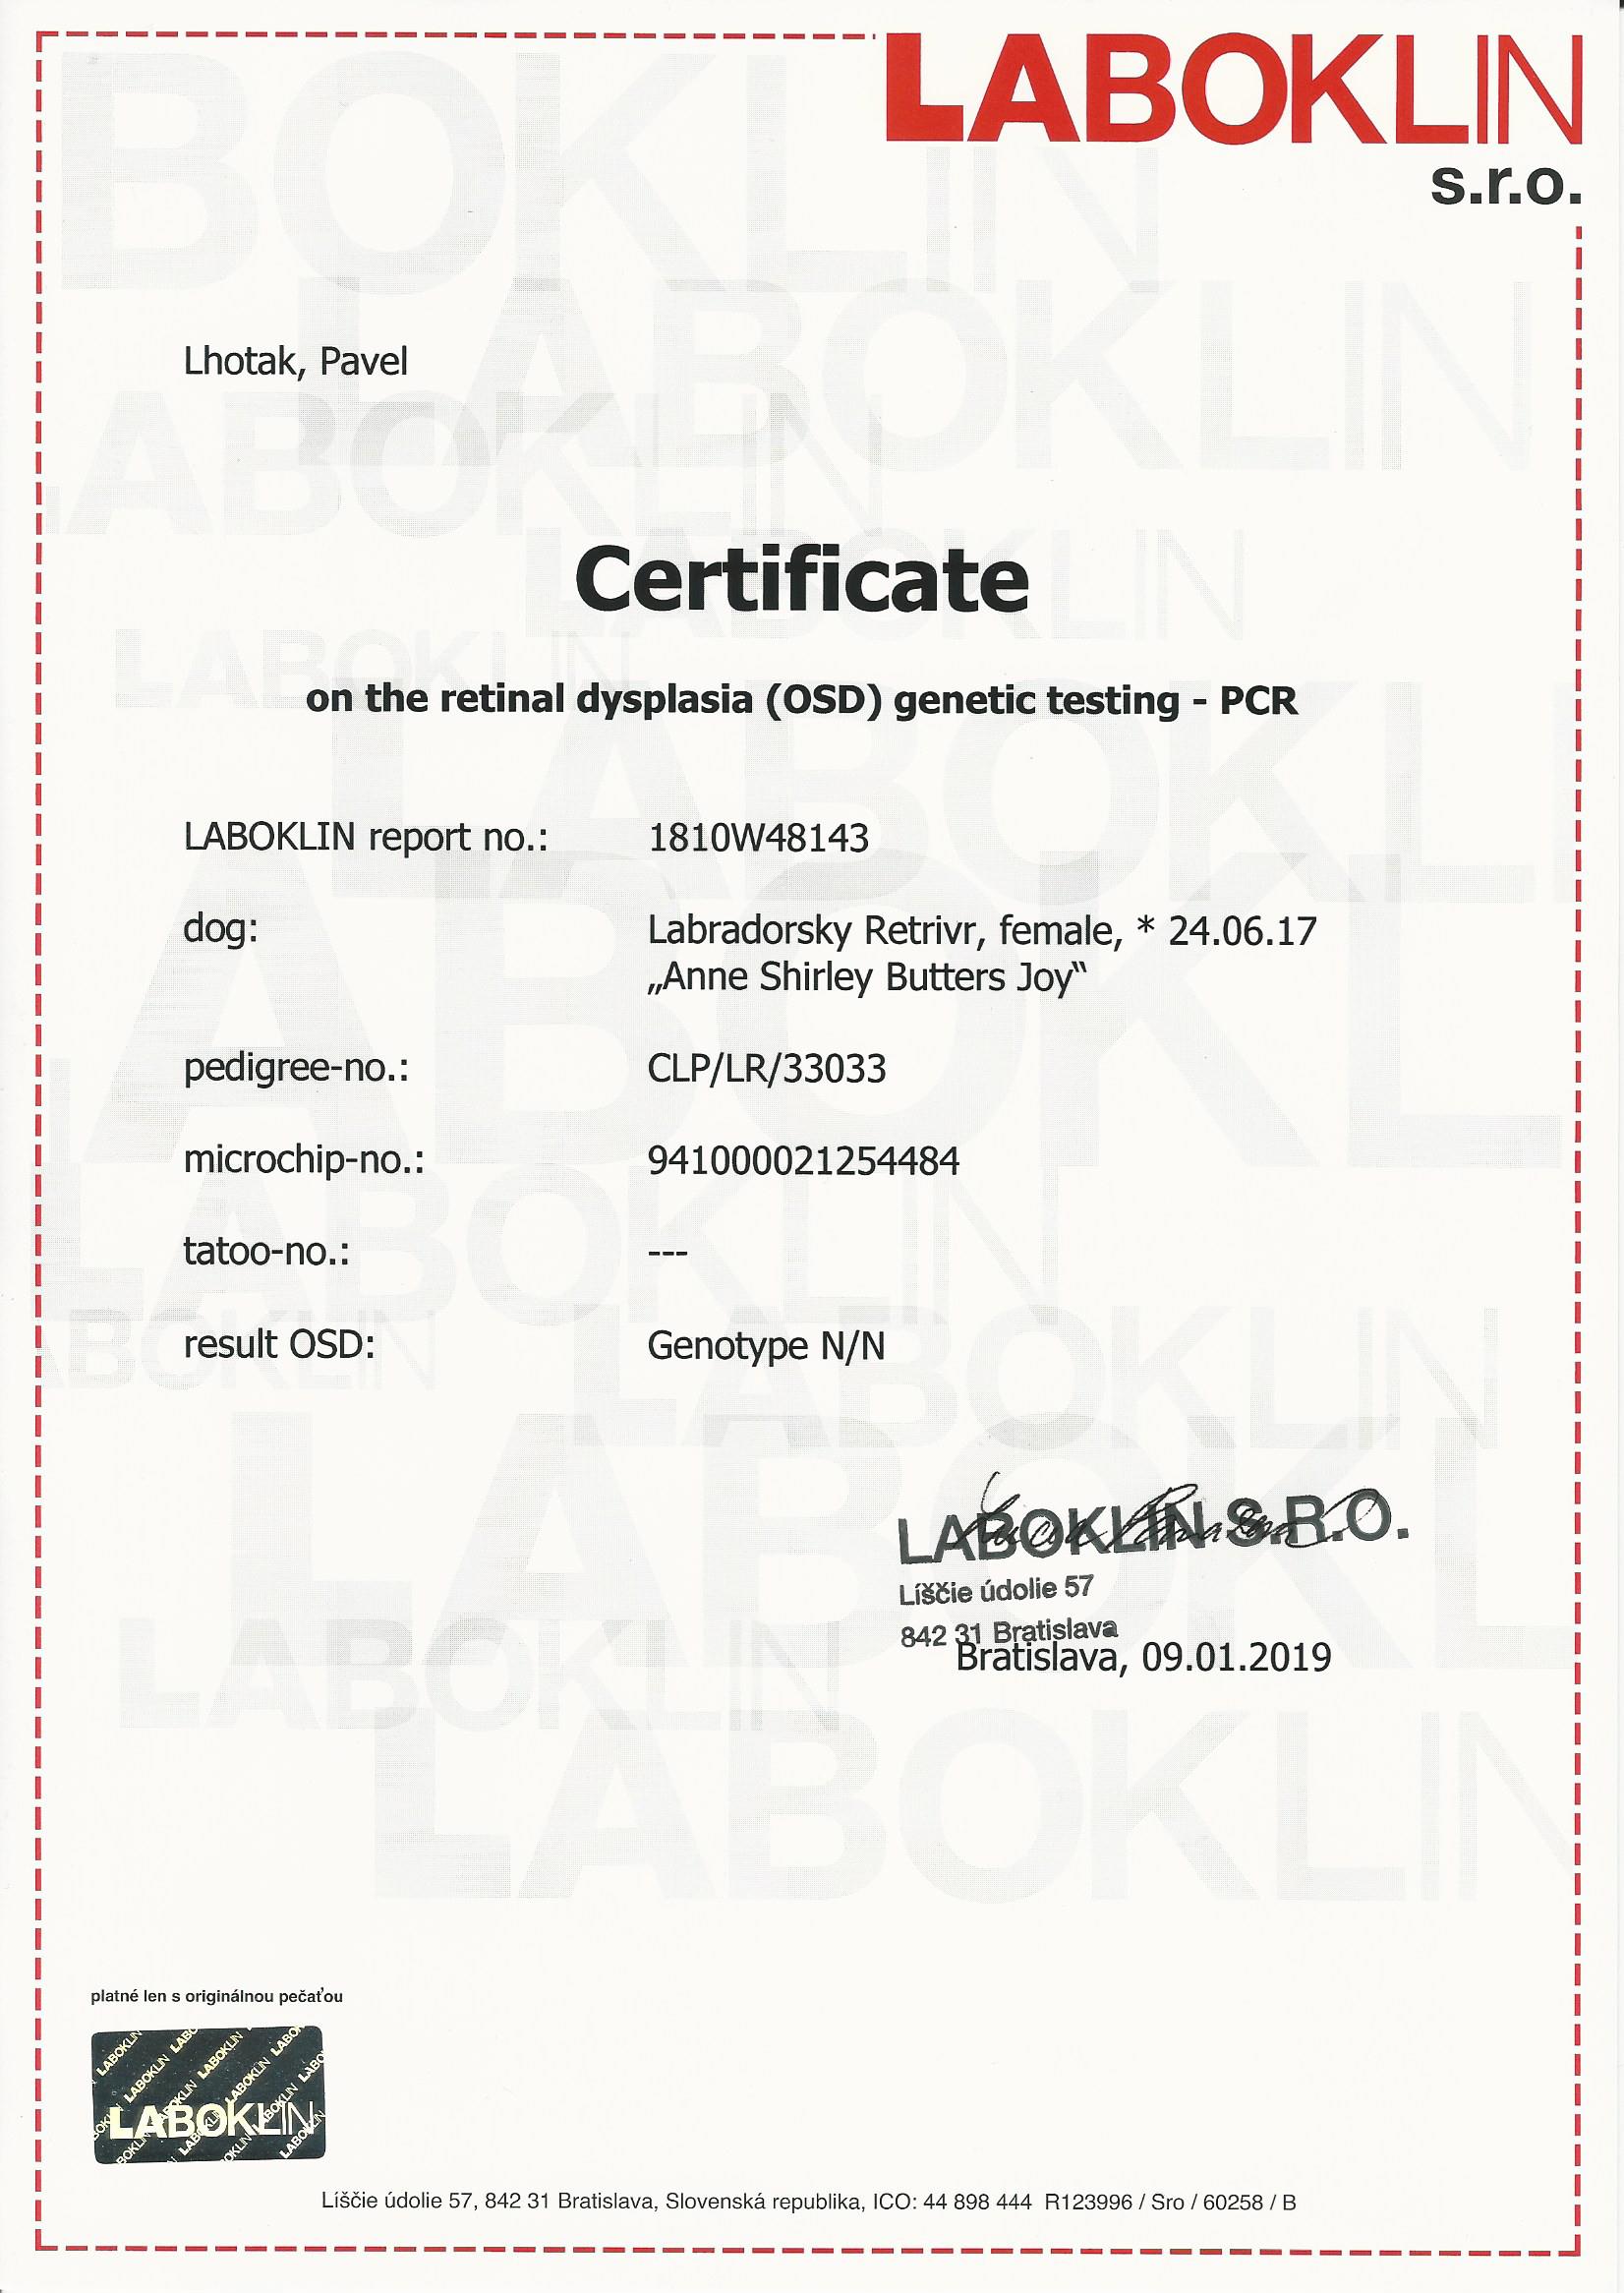 LABOKLIN
s.r.o.
Lhotak, Pavel
Certificate
on the retinal dysplasia (OSD) genetic testing - PCR
LABOKLIN report no.: 1810W48143
dog: Labradorsky Retrivr, female, * 24.06.17
„Anne Shirley Butters Joy“
pedigree-no.: CLP/LR/33033
microchip-no.: 941000021254484
tatoo-no.: ---
result OSD: Genotype N/N
LABOKLIN S.R.O.
Líščie údolie 57
842 31 Bratislava
Bratislava, 09.01.2019
platné len s originálnou pečaťou
LABOKLIN
Líščie údolie 57, 842 31 Bratislava, Slovenská republika, ICO: 44 898 444 R123996 / Sro / 60258 / B